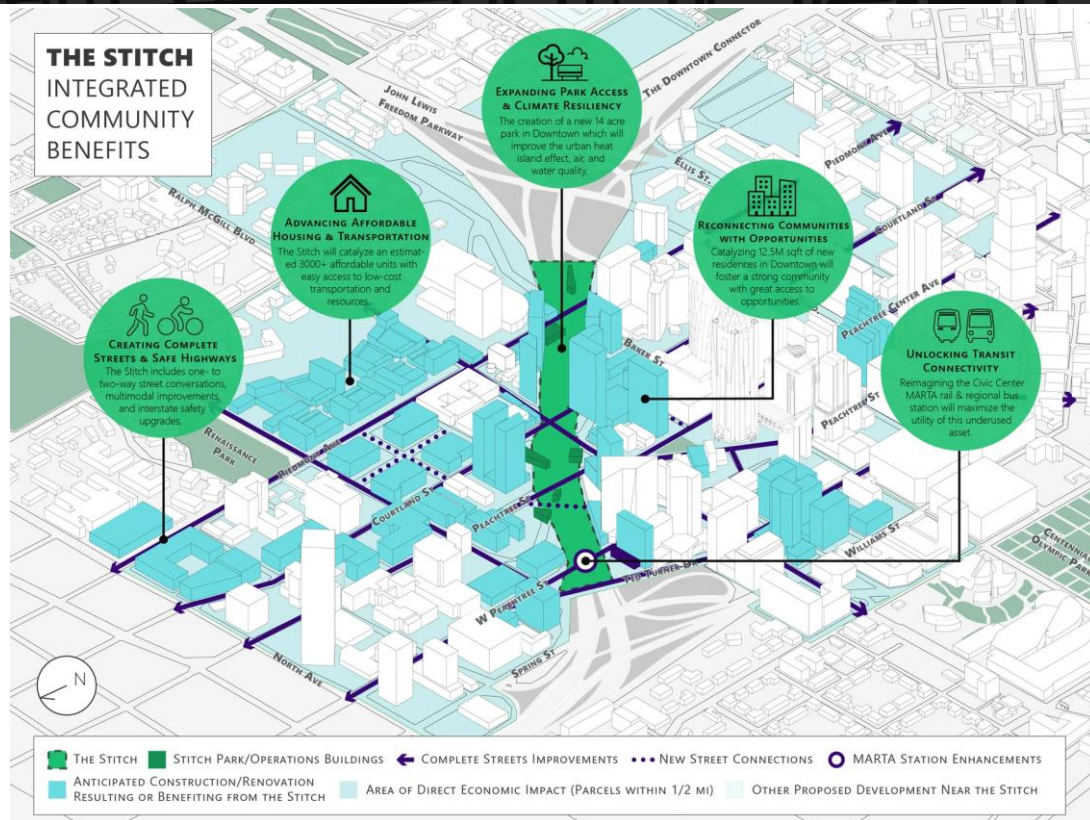 THE STITCH
INTEGRATED
COMMUNITY
BENEFITS
JOHN LEWIS
FREEDOM PARKWAY
THE DOWNTOWN CONNECTOR
EXPANDING PARK ACCESS
& CLIMATE RESILIENCY
The creation of a new 14 acre
park in Downtown which will
improve the urban heat
island effect, air, and
water quality.
RALPH MCGILL BLVD
ELLIS ST.
PIEDMONT AVE
COURTLAND ST
ADVANCING AFFORDABLE
HOUSING & TRANSPORTATION
The Stitch will catalyze an estimat-
ed 3000+ affordable units with
easy access to low-cost
transportation and
resources.
RECONNECTING COMMUNITIES
WITH OPPORTUNITIES
Catalyzing 12.5M sqft of new
residences in Downtown will
foster a strong community
with great access to
opportunities.
PEACHTREE CENTER AVE
CREATING COMPLETE
STREETS & SAFE HIGHWAYS
The Stitch includes one- to
two-way street conversations,
multimodal improvements,
and interstate safety
upgrades.
BAKER ST
UNLOCKING TRANSIT
CONNECTIVITY
Reimagining the Civic Center
MARTA rail & regional bus
station will maximize the
utility of this underused
asset.
PEACHTREE ST
RENAISSANCE
PARK
PIEDMONT AVE
COURTLAND ST
PEACHTREE ST
WILLIAMS ST
CENTENNIAL
OLYMPIC PARK
W PEACHTREE ST
TED TURNER DR
SPRING ST
NORTH AVE
N
THE STITCH
STITCH PARK/OPERATIONS BUILDINGS
COMPLETE STREETS IMPROVEMENTS
NEW STREET CONNECTIONS
MARTA STATION ENHANCEMENTS
ANTICIPATED CONSTRUCTION/RENOVATION
RESULTING OR BENEFITING FROM THE STITCH
AREA OF DIRECT ECONOMIC IMPACT (PARCELS WITHIN 1/2 MI)
OTHER PROPOSED DEVELOPMENT NEAR THE STITCH